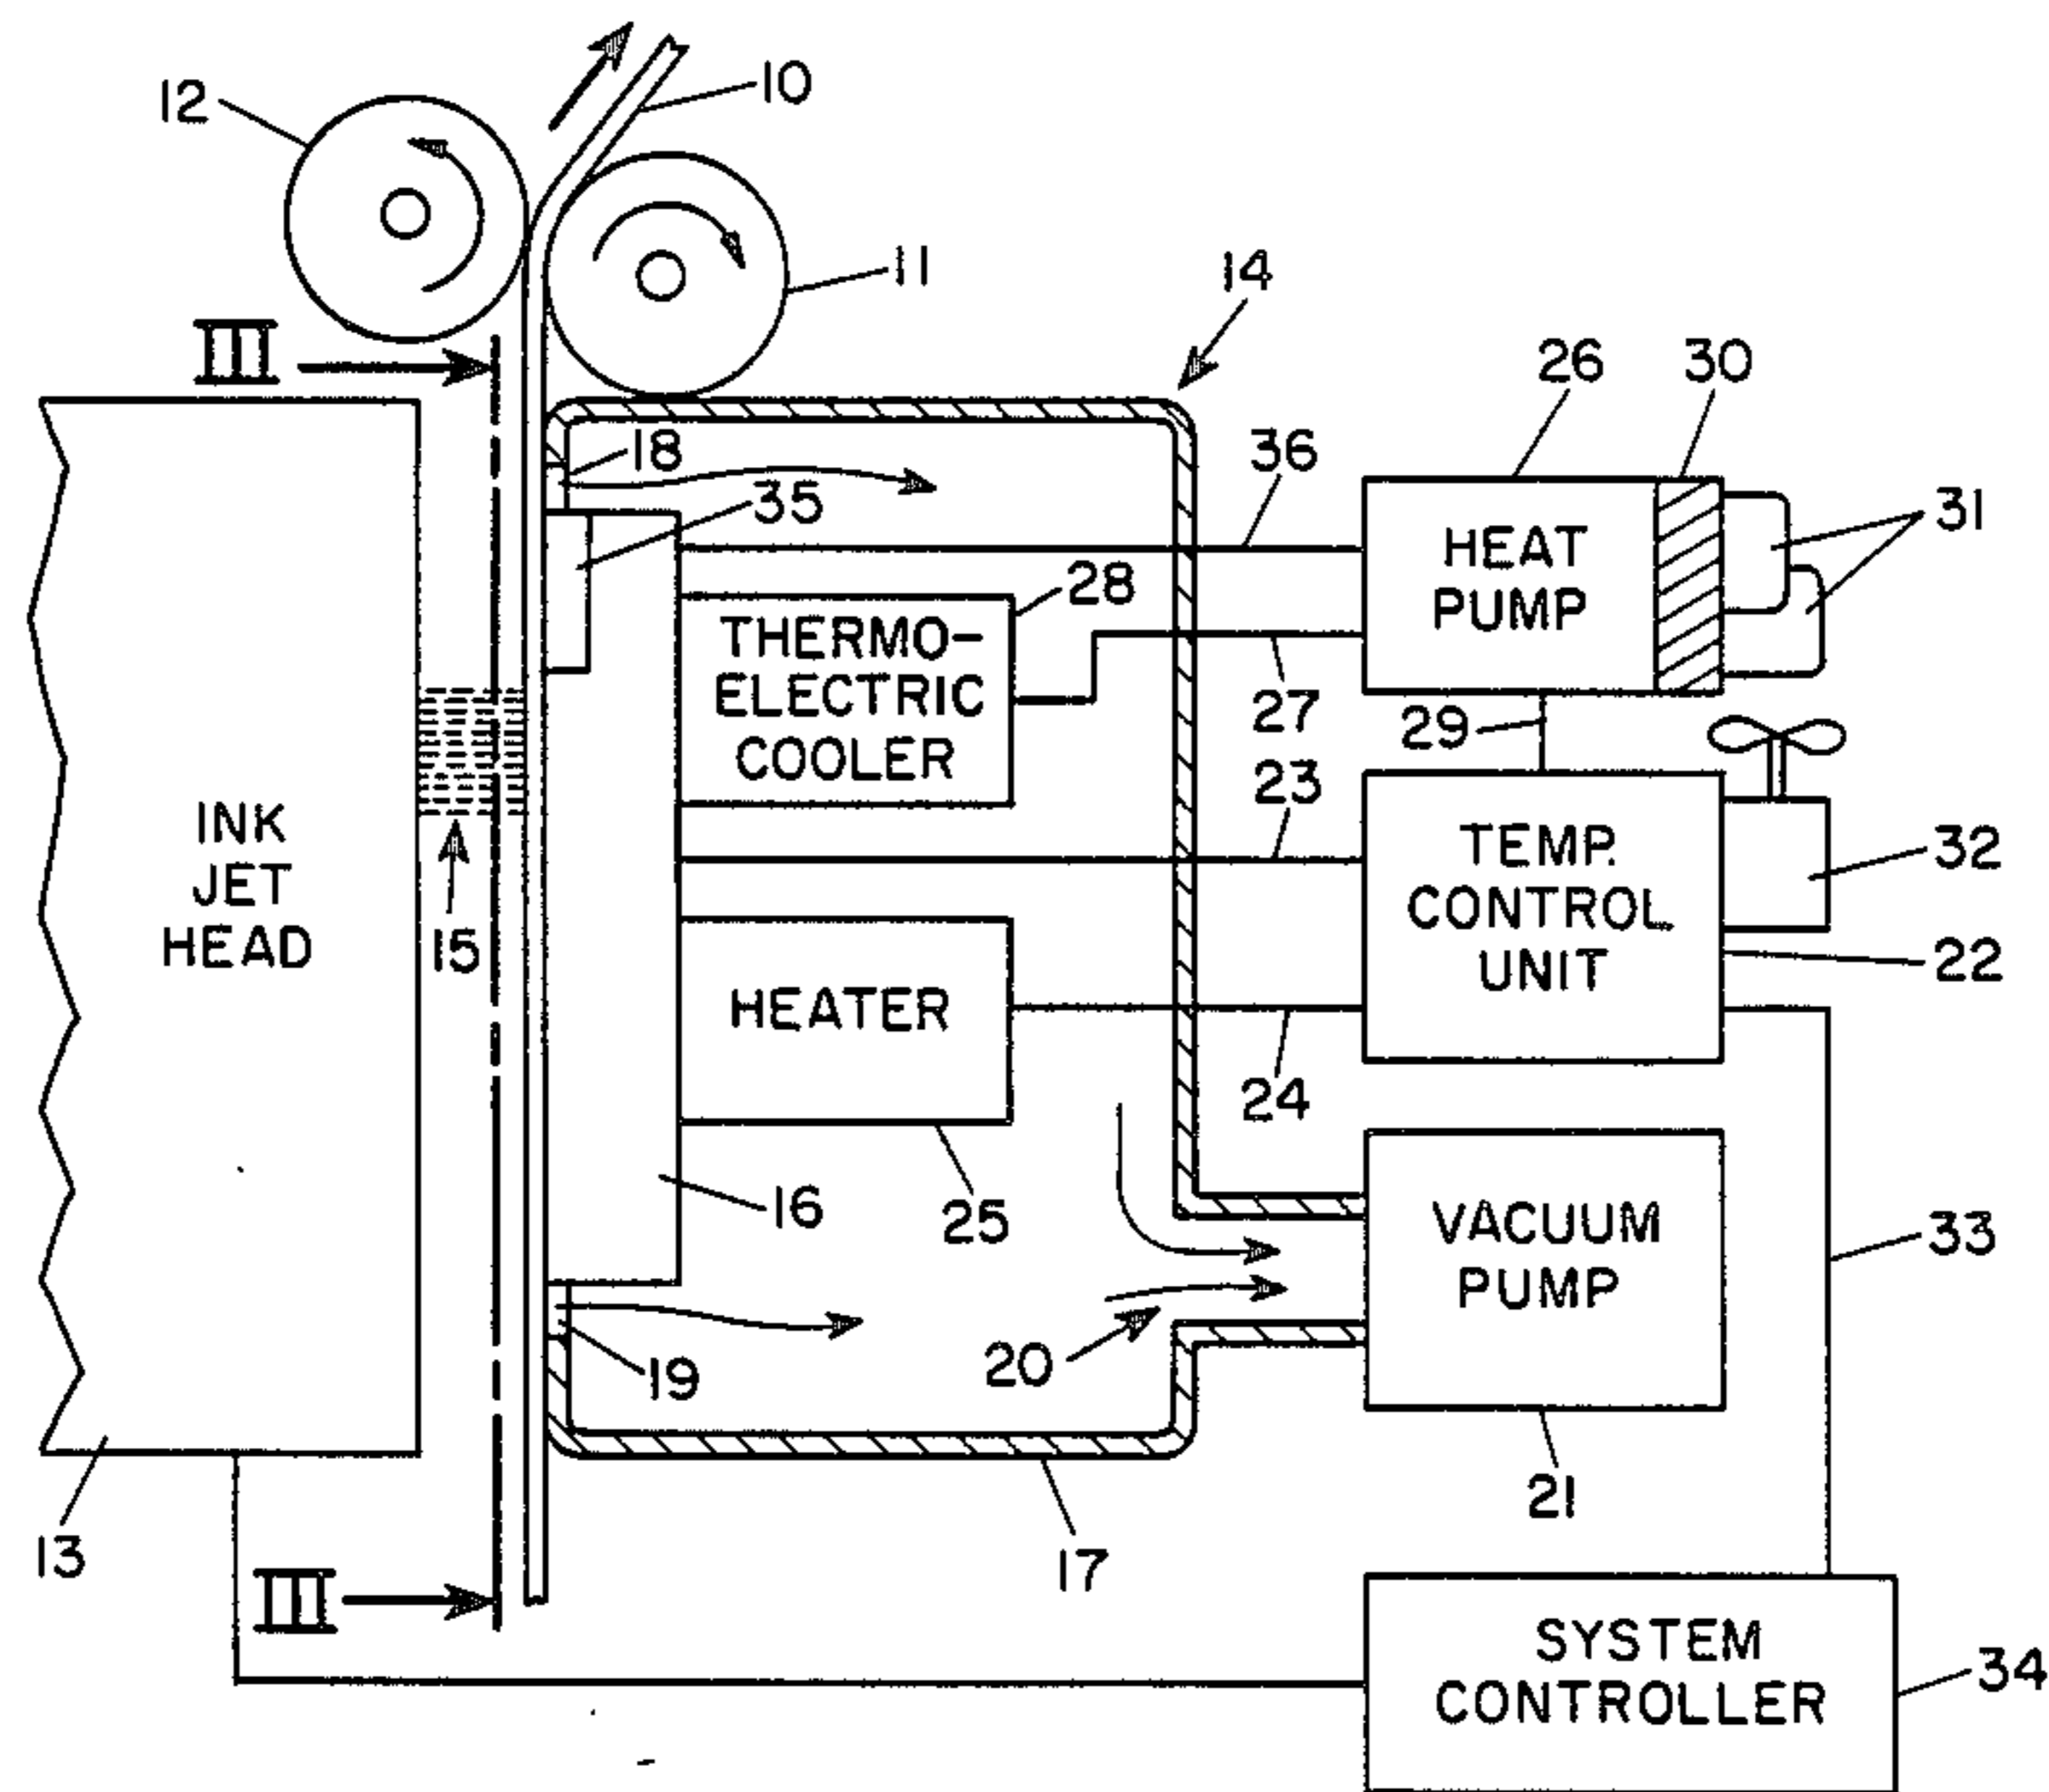 10
12
11
14
III
26
30
18
36
35
31
HEAT
PUMP
28
THERMO-
ELECTRIC
COOLER
27
29
23
INK
JET
HEAD
15
TEMP.
CONTROL
UNIT
32
22
HEATER
24
16
25
VACUUM
PUMP
33
20
19
21
13
17
III
SYSTEM
CONTROLLER
34